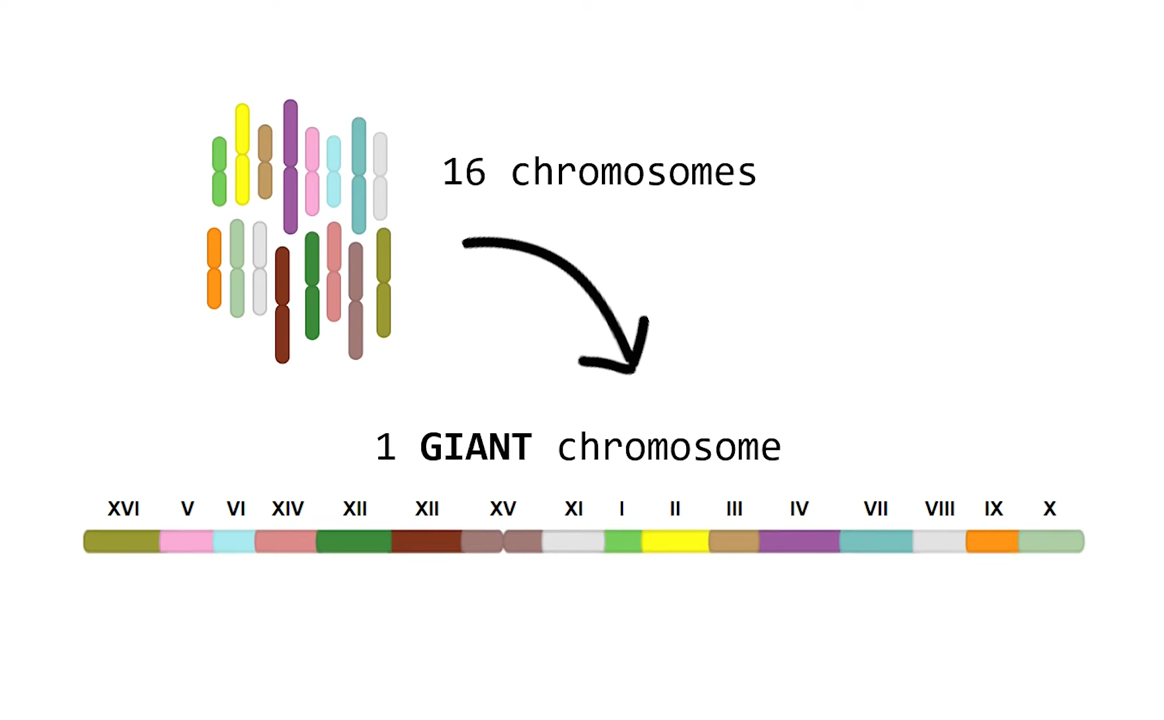 16 chromosomes
1 GIANT chromosome
XVI V VI XIV XII XII XV XI I II III IV VII VIII IX X